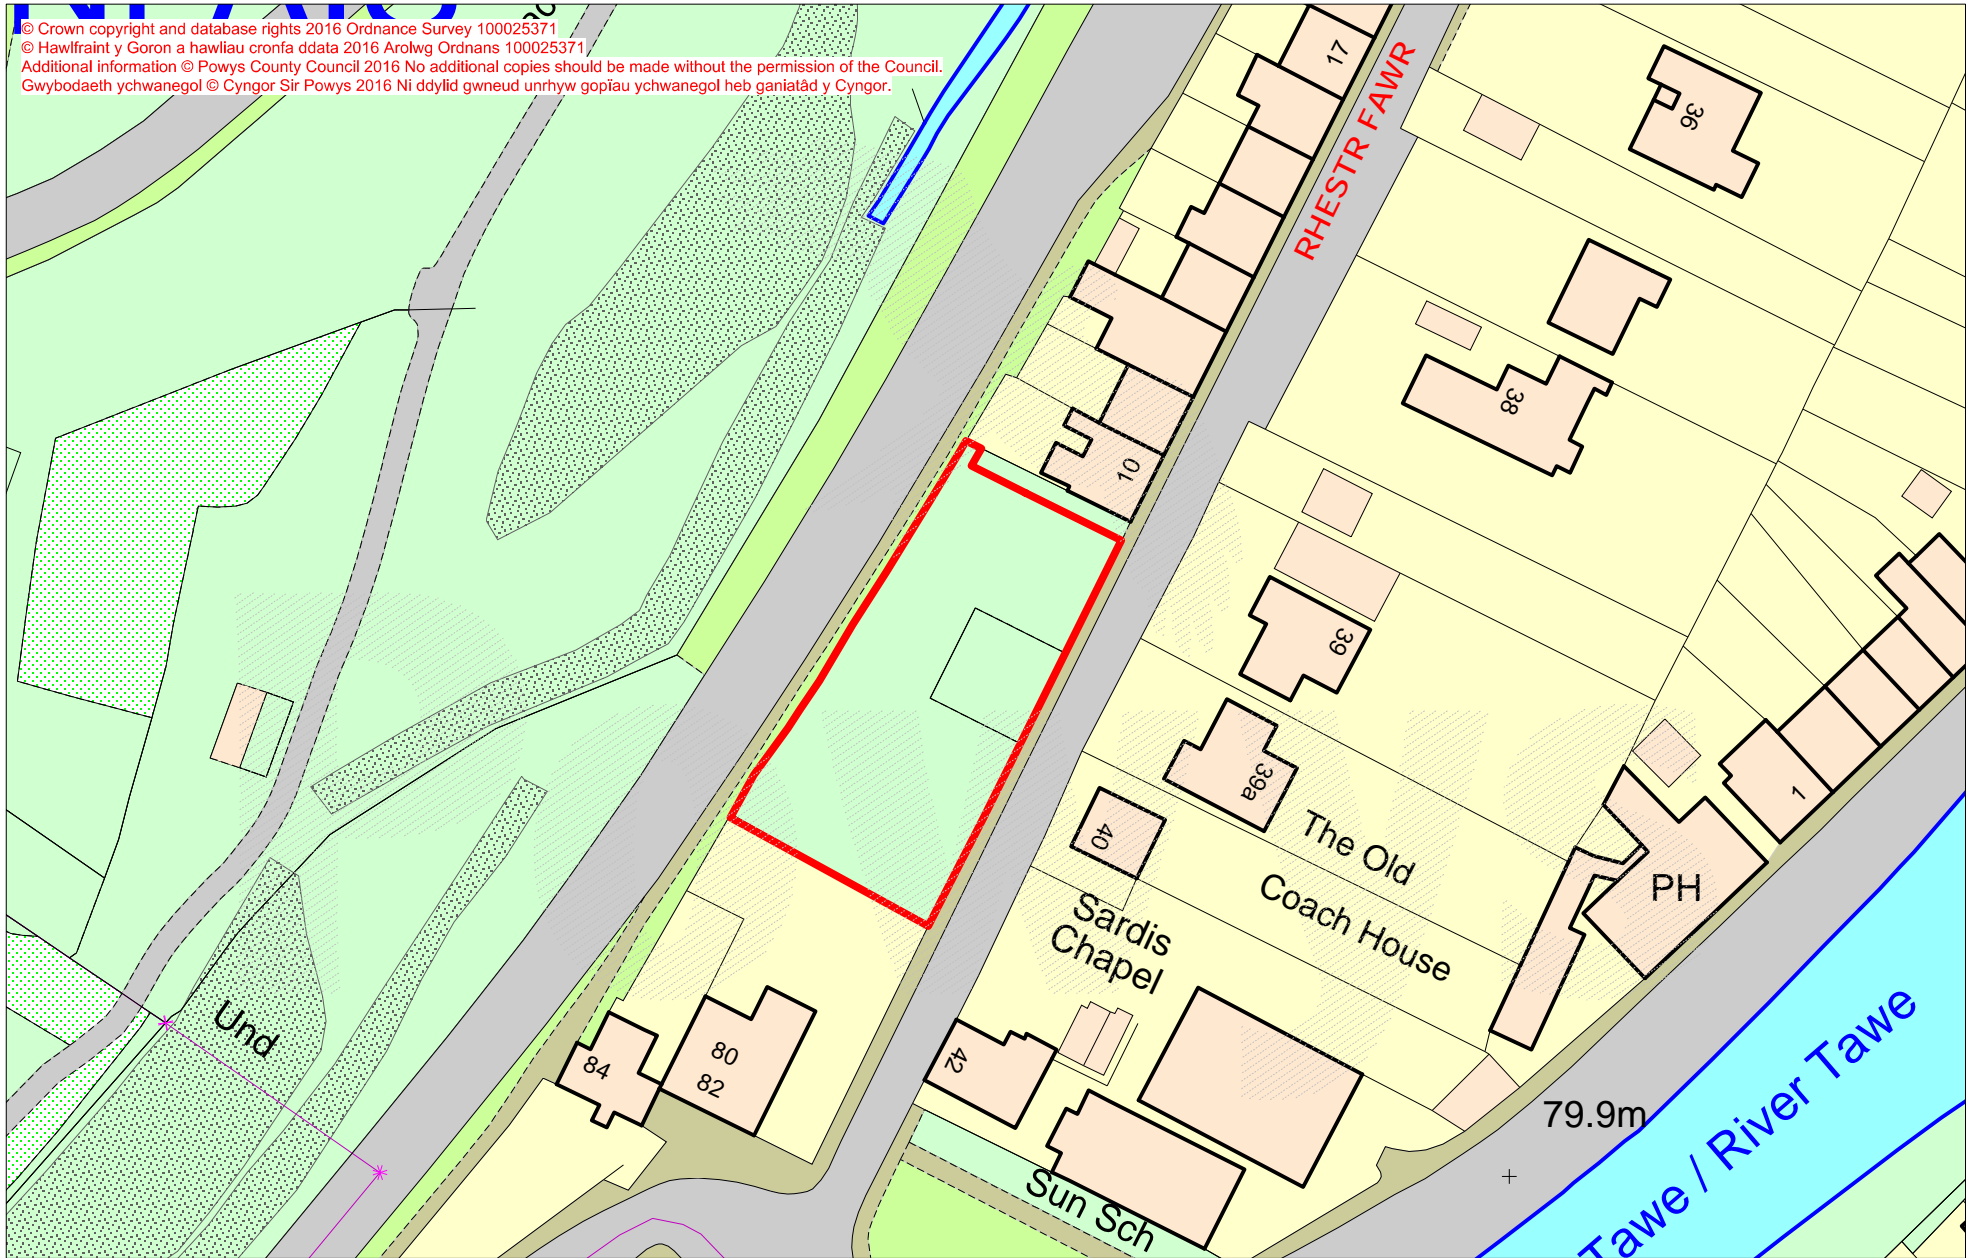 © Crown copyright and database rights 2016 Ordnance Survey 100025371
© Hawlfraint y Goron a hawliau cronfa ddata 2016 Arolwg Ordnans 100025371
Additional information © Powys County Council 2016 No additional copies should be made without the permission of the Council.
Gwybodaeth ychwanegol © Cyngor Sir Powys 2016 Ni ddylid gwneud unrhyw gopïau ychwanegol heb ganiatâd y Cyngor.
17
RHESTR FAWR
36
38
10
39
39a
40
The Old
Coach House
1
PH
Sardis
Chapel
Und
84
80
82
42
79.9m
Sun Sch
Tawe / River Tawe